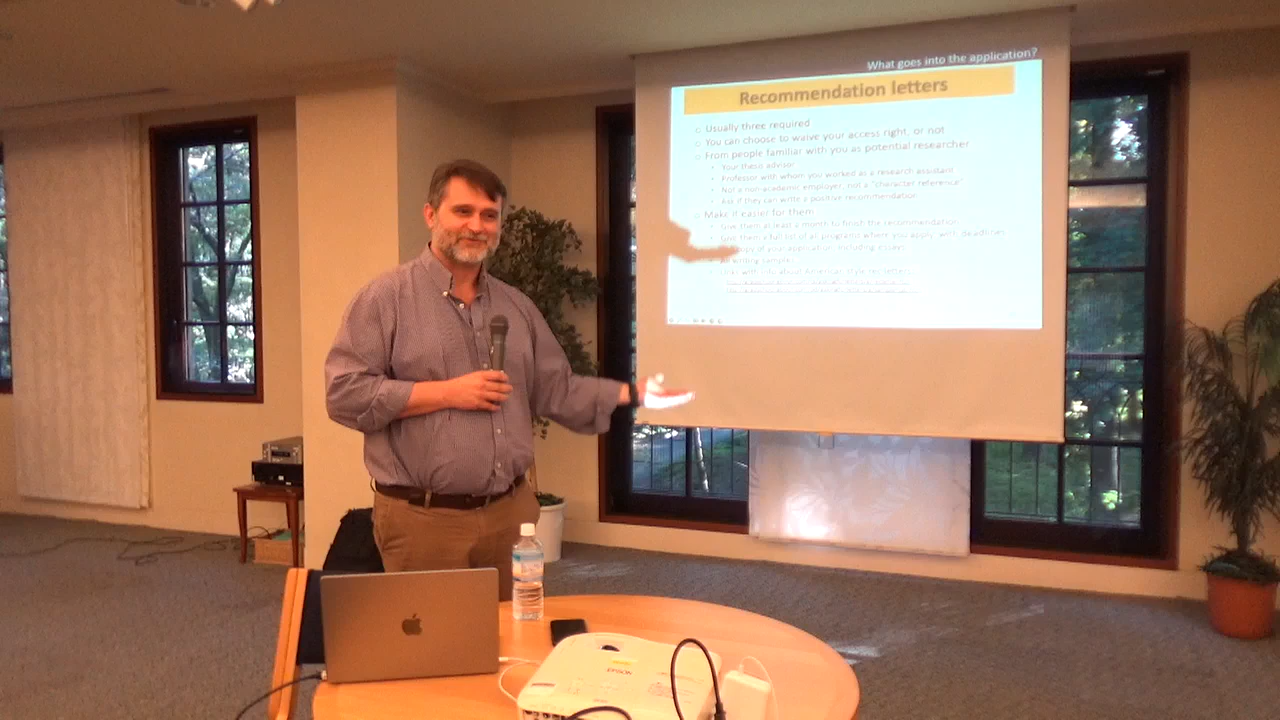 What goes into the application?
Recommendation letters
Usually three required
You can choose to waive your access right, or not
From people familiar with you as potential researcher
Your thesis advisor
Professor with whom you worked as a research assistant
Not a non-academic employer, not a "character reference"
Ask if they can write a positive recommendation
Make it easier for them
Give them at least a month to finish the recommendation
Give them a full list of all programs where you apply, with deadlines
copy of your application, including essays
writing sample
EPSON